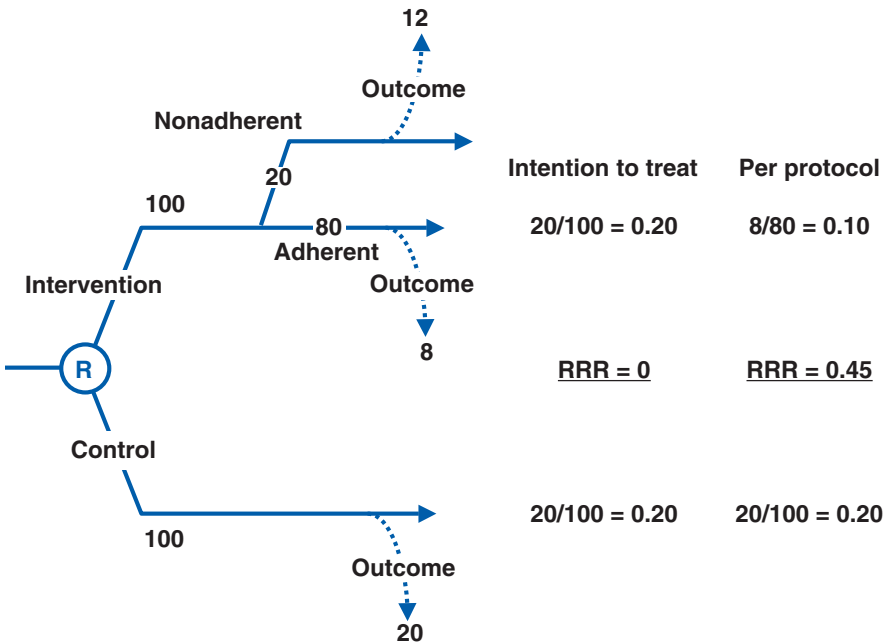 12
Outcome
Nonadherent
20
Intention to treat Per protocol
100
80
20/100 = 0.20 8/80 = 0.10
Adherent
Intervention
Outcome
8
R
RRR = 0 RRR = 0.45
Control
100
20/100 = 0.20 20/100 = 0.20
Outcome
20